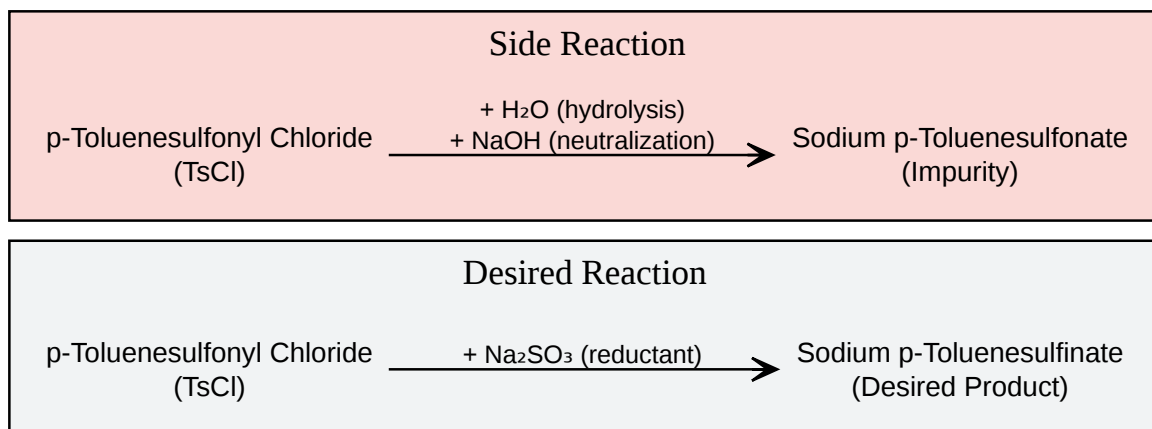 Side Reaction
+ H₂O (hydrolysis)
p-Toluenesulfonyl Chloride
+ NaOH (neutralization)
Sodium p-Toluenesulfonate
(TsCl)
(Impurity)
Desired Reaction
p-Toluenesulfonyl Chloride
+ Na₂SO₃ (reductant)
Sodium p-Toluenesulfinate
(TsCl)
(Desired Product)